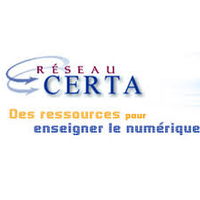 RÉSEAU
CERTA
Des ressources pour
enseigner le numérique